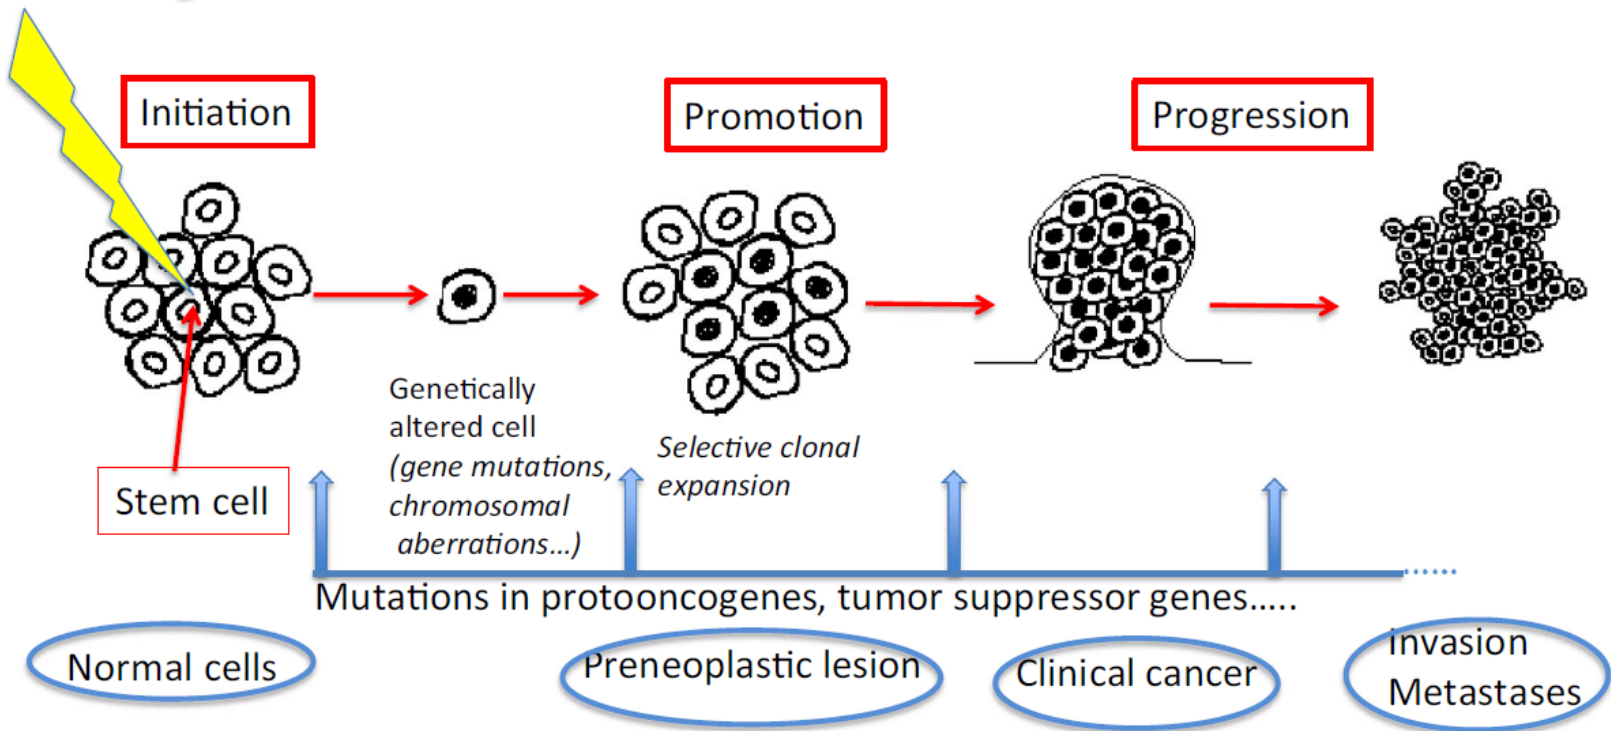 Initiation
Promotion
Progression
Genetically
altered cell
(gene mutations,
chromosomal
aberrations...)
Selective clonal
expansion
Stem cell
Mutations in protooncogenes, tumor suppressor genes.....
Normal cells
Preneoplastic lesion
Clinical cancer
Invasion
Metastases